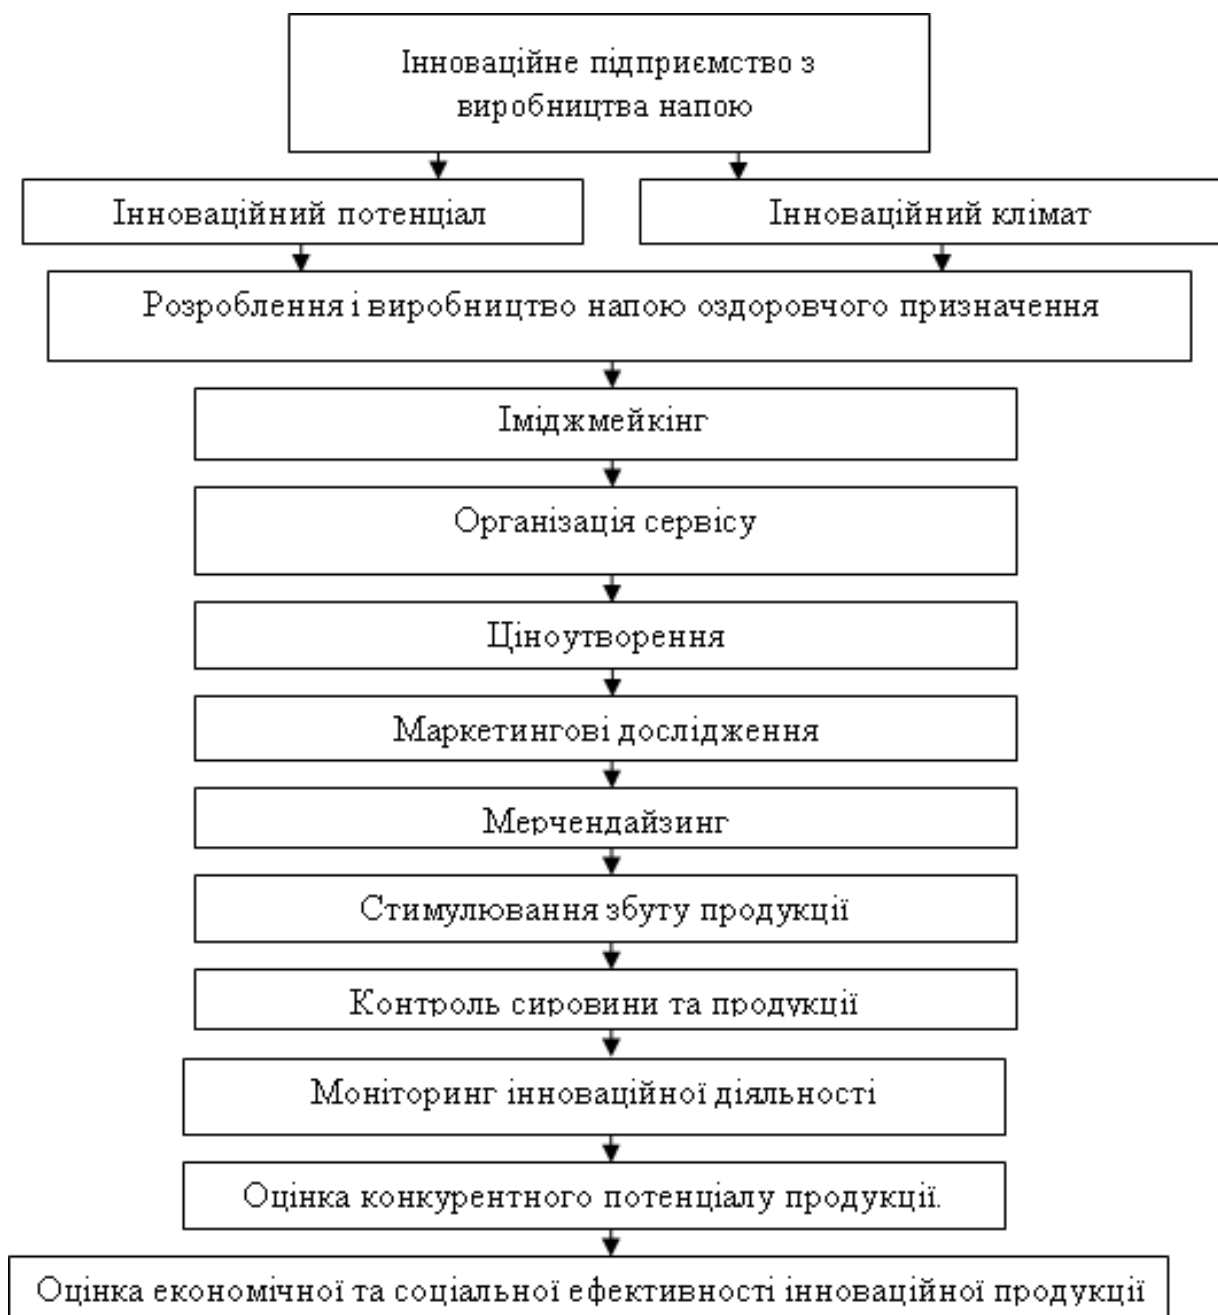 Інноваційне підприємство з
виробництва напою
Інноваційний потенціал
Інноваційний клімат
Розроблення і виробництво напою оздоровчого призначення
Іміджмейкінг
Організація сервісу
Ціноутворення
Маркетингові дослідження
Мерчендайзинг
Стимулювання збуту продукції
Контроль сировини та продукції
Моніторинг інноваційної діяльності
Оцінка конкурентного потенціалу продукції.
Оцінка економічної та соціальної ефективності інноваційної продукції